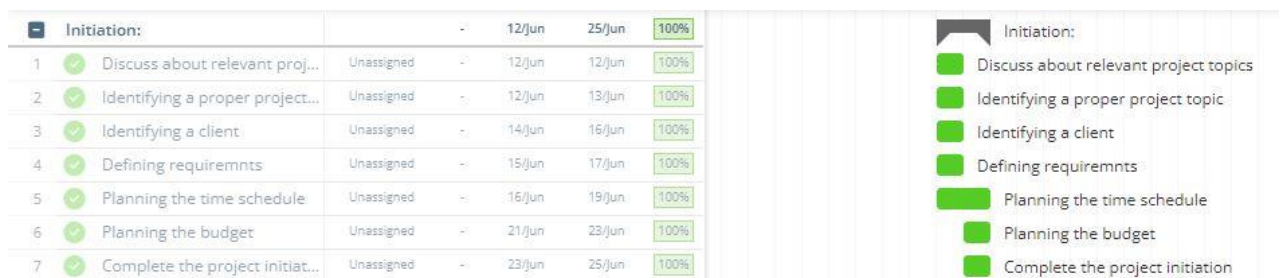 Initiation: - 12/Jun 25/Jun 100% Initiation:
1 Discuss about relevant proj... Unassigned - 12/Jun 12/Jun 100% Discuss about relevant project topics
2 Identifying a proper project... Unassigned - 12/Jun 13/Jun 100% Identifying a proper project topic
3 Identifying a client Unassigned - 14/Jun 16/Jun 100% Identifying a client
4 Defining requiremnts Unassigned - 15/Jun 17/Jun 100% Defining requiremnts
5 Planning the time schedule Unassigned - 16/Jun 19/Jun 100% Planning the time schedule
6 Planning the budget Unassigned - 21/Jun 23/Jun 100% Planning the budget
7 Complete the project initiat... Unassigned - 23/Jun 25/Jun 100% Complete the project initiation